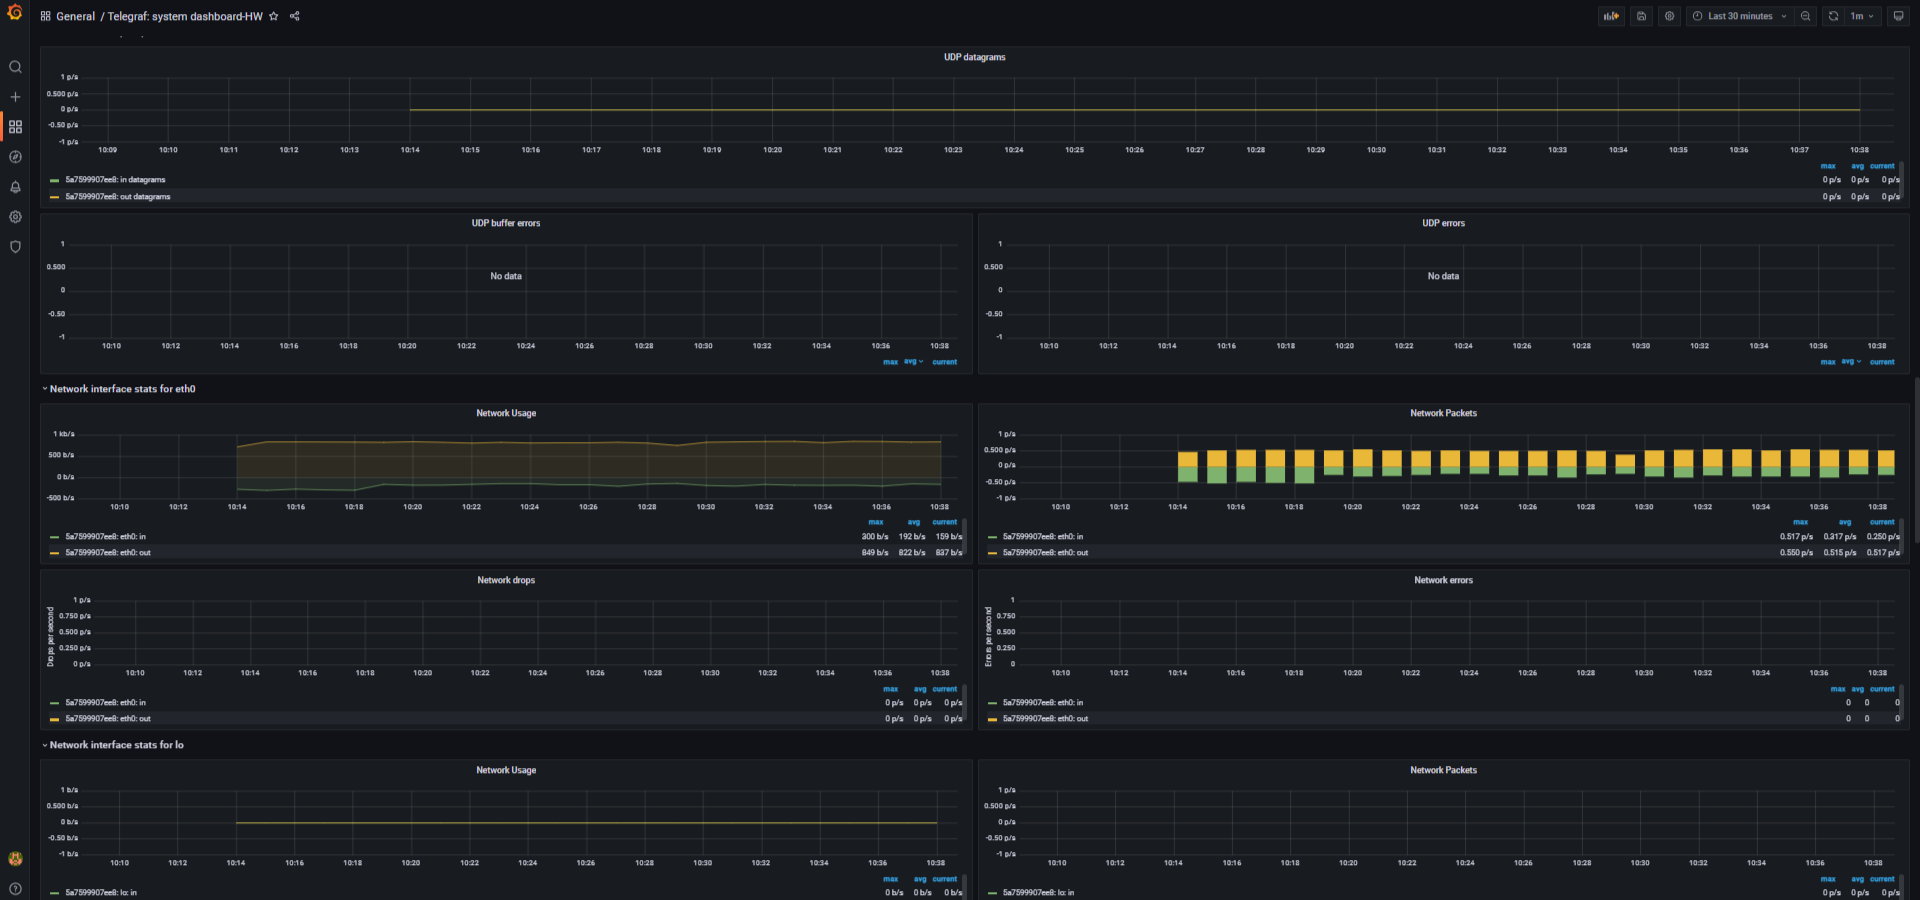 General / Telegraf: system dashboard-HW
Last 30 minutes
1m
UDP datagrams
1 p/s
0.500 p/s
0 p/s
-0.50 p/s
-1 p/s
10:09 10:10 10:11 10:12 10:13 10:14 10:15 10:16 10:17 10:18 10:19 10:20 10:21 10:22 10:23 10:24 10:25 10:26 10:27 10:28 10:29 10:30 10:31 10:32 10:33 10:34 10:35 10:36 10:37 10:38
max avg current
5a7599907ee8: in datagrams 0 p/s 0 p/s 0 p/s
5a7599907ee8: out datagrams 0 p/s 0 p/s 0 p/s
UDP buffer errors
1
0.500
No data
0
-0.50
-1
10:10 10:12 10:14 10:16 10:18 10:20 10:22 10:24 10:26 10:28 10:30 10:32 10:34 10:36 10:38
max avg current
UDP errors
1
0.500
No data
0
-0.50
-1
10:10 10:12 10:14 10:16 10:18 10:20 10:22 10:24 10:26 10:28 10:30 10:32 10:34 10:36 10:38
max avg current
Network interface stats for eth0
Network Usage
1 kb/s
500 b/s
0 b/s
-500 b/s
10:10 10:12 10:14 10:16 10:18 10:20 10:22 10:24 10:26 10:28 10:30 10:32 10:34 10:36 10:38
max avg current
5a7599907ee8: eth0: in 300 b/s 192 b/s 159 b/s
5a7599907ee8: eth0: out 849 b/s 822 b/s 837 b/s
Network Packets
1 p/s
0.500 p/s
0 p/s
-0.50 p/s
-1 p/s
10:10 10:12 10:14 10:16 10:18 10:20 10:22 10:24 10:26 10:28 10:30 10:32 10:34 10:36 10:38
max avg current
5a7599907ee8: eth0: in 0.517 p/s 0.317 p/s 0.250 p/s
5a7599907ee8: eth0: out 0.550 p/s 0.515 p/s 0.517 p/s
Network drops
Drops per second
1 p/s
0.750 p/s
0.500 p/s
0.250 p/s
0 p/s
10:10 10:12 10:14 10:16 10:18 10:20 10:22 10:24 10:26 10:28 10:30 10:32 10:34 10:36 10:38
max avg current
5a7599907ee8: eth0: in 0 p/s 0 p/s 0 p/s
5a7599907ee8: eth0: out 0 p/s 0 p/s 0 p/s
Network errors
Errors per second
1
0.750
0.500
0.250
0
10:10 10:12 10:14 10:16 10:18 10:20 10:22 10:24 10:26 10:28 10:30 10:32 10:34 10:36 10:38
max avg current
5a7599907ee8: eth0: in 0 0 0
5a7599907ee8: eth0: out 0 0 0
Network interface stats for lo
Network Usage
1 b/s
0.500 b/s
0 b/s
-0.50 b/s
-1 b/s
10:10 10:12 10:14 10:16 10:18 10:20 10:22 10:24 10:26 10:28 10:30 10:32 10:34 10:36 10:38
max avg current
5a7599907ee8: lo: in 0 b/s 0 b/s 0 b/s
Network Packets
1 p/s
0.500 p/s
0 p/s
-0.50 p/s
-1 p/s
10:10 10:12 10:14 10:16 10:18 10:20 10:22 10:24 10:26 10:28 10:30 10:32 10:34 10:36 10:38
max avg current
5a7599907ee8: lo: in 0 p/s 0 p/s 0 p/s